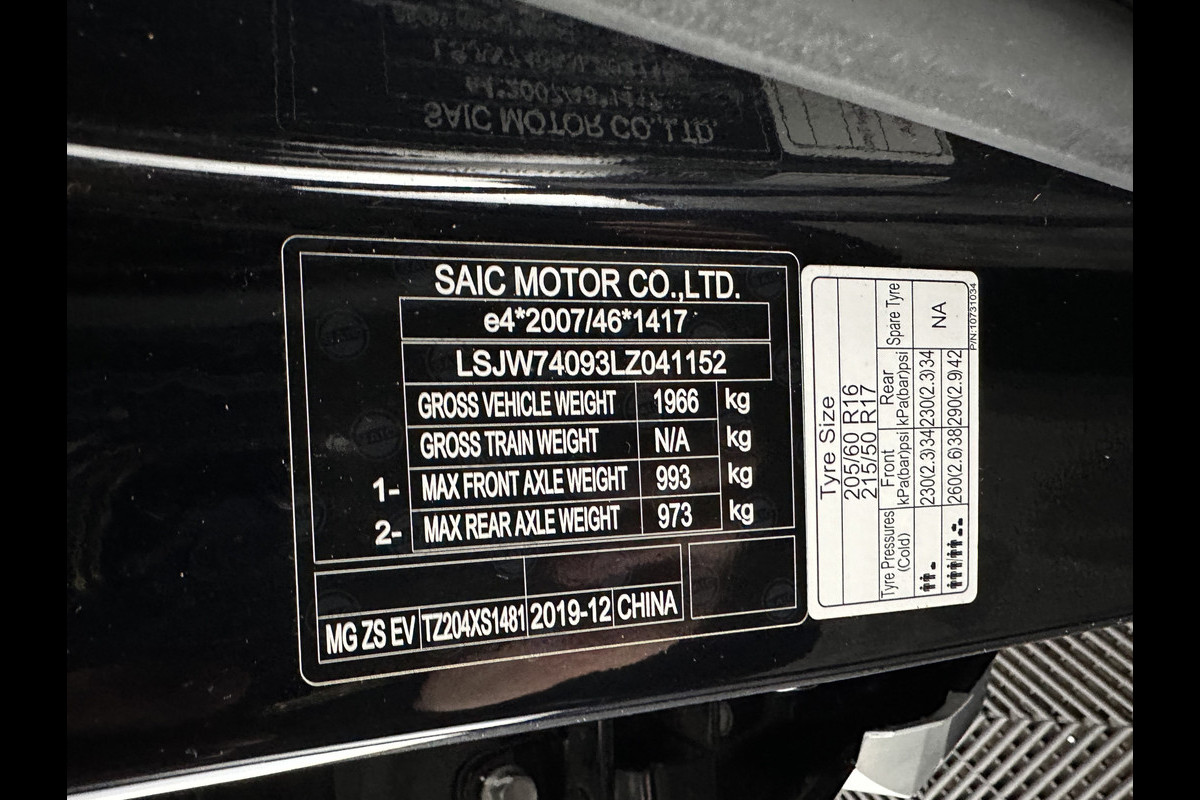 SAIC MOTOR CO.,LTD.
e4*2007/46*1417
LSJW74093LZ041152
GROSS VEHICLE WEIGHT 1966 kg
GROSS TRAIN WEIGHT N/A kg
1- MAX FRONT AXLE WEIGHT 993 kg
2- MAX REAR AXLE WEIGHT 973 kg
MG ZS EV TZ204XS1481 2019-12 CHINA
Tyre Size
205/60 R16
215/50 R17
Tyre Pressures (Cold)
Front Rear Spare Tyre
kPa(bar)psi kPa(bar)psi
230(2.3)34 230(2.3)34 NA
260(2.6)38 290(2.9)42
P/N:10731034